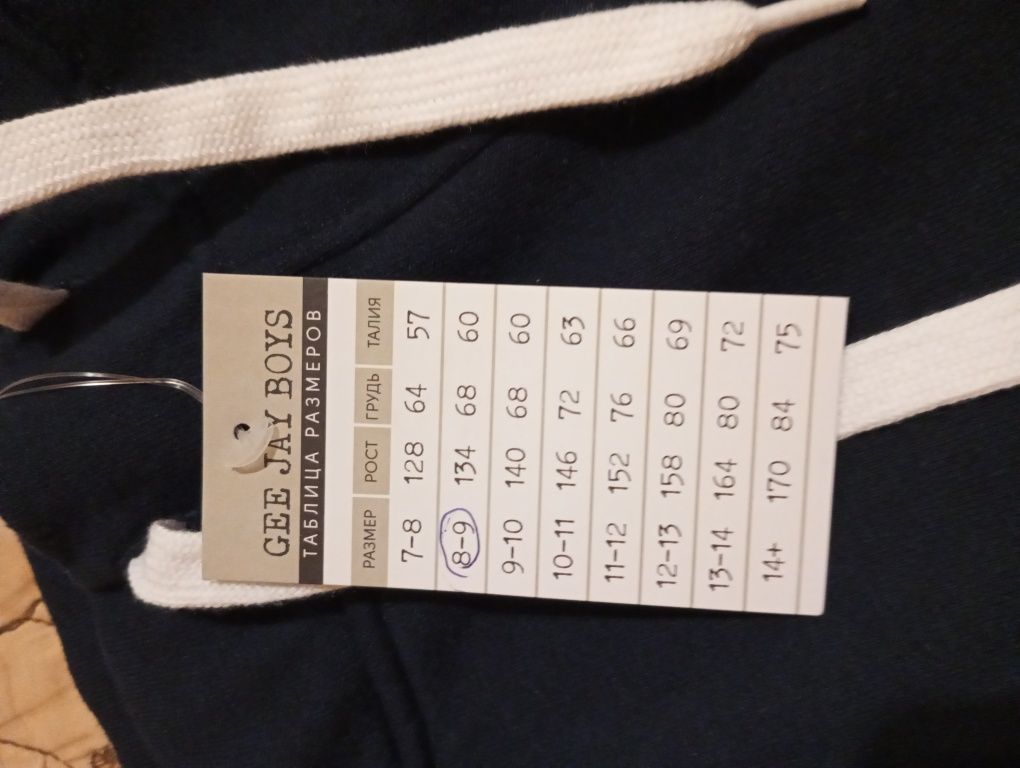 GEE JAY BOYS
ТАБЛИЦА РАЗМЕРОВ
РАЗМЕР РОСТ ГРУДЬ ТАЛИЯ
7-8 128 64 57
8-9 134 68 60
9-10 140 68 60
10-11 146 72 63
11-12 152 76 66
12-13 158 80 69
13-14 164 80 72
14+ 170 84 75